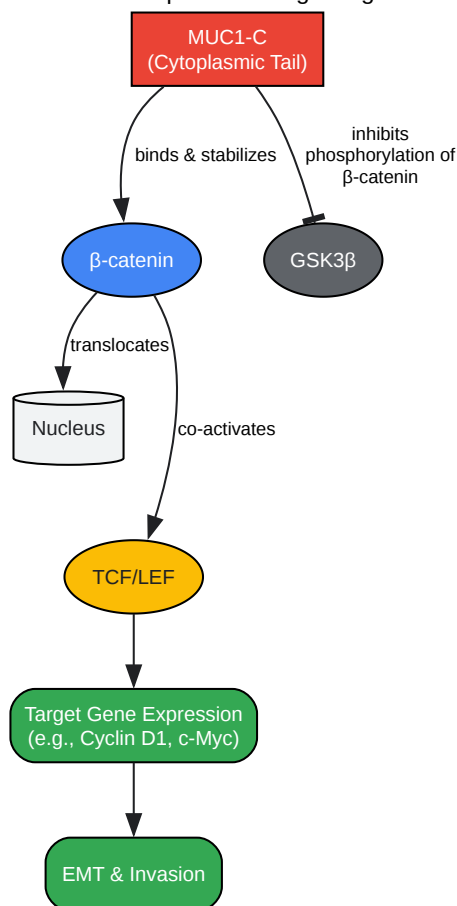 MUC1-C
(Cytoplasmic Tail)
binds & stabilizes
inhibits
phosphorylation of
β-catenin
β-catenin
GSK3β
translocates
Nucleus
co-activates
TCF/LEF
Target Gene Expression
(e.g., Cyclin D1, c-Myc)
EMT & Invasion